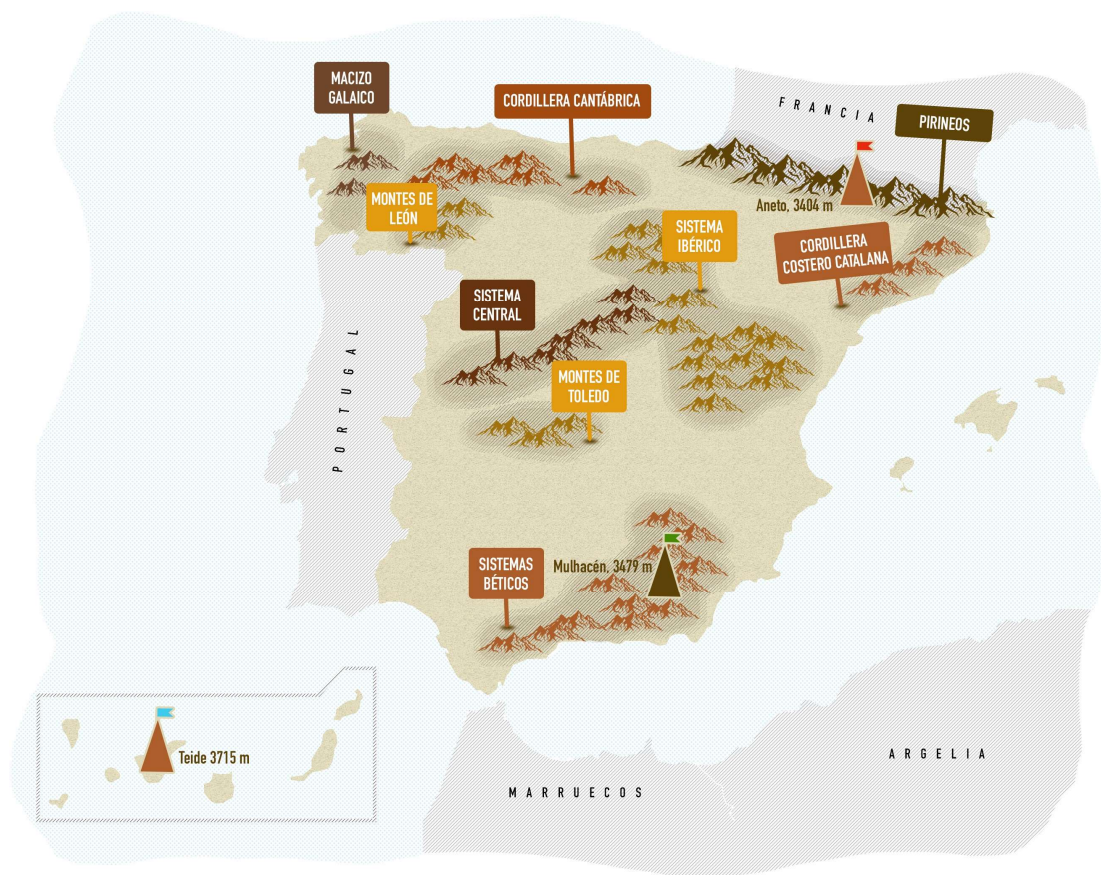 MACIZO
GALAICO
CORDILLERA CANTÁBRICA
FRANCIA
PIRINEOS
MONTES DE
LEÓN
Aneto, 3404 m
SISTEMA
IBÉRICO
CORDILLERA
COSTERO CATALANA
SISTEMA
CENTRAL
PORTUGAL
MONTES DE
TOLEDO
SISTEMAS
BÉTICOS
Mulhacén, 3479 m
Teide 3715 m
ARGELIA
MARRUECOS